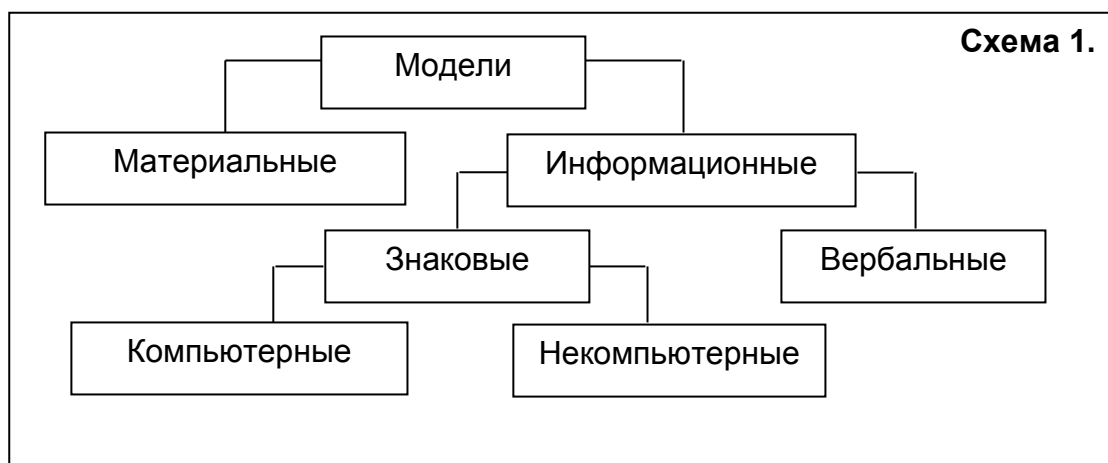 Схема 1.
Модели
Материальные
Информационные
Знаковые
Вербальные
Компьютерные
Некомпьютерные